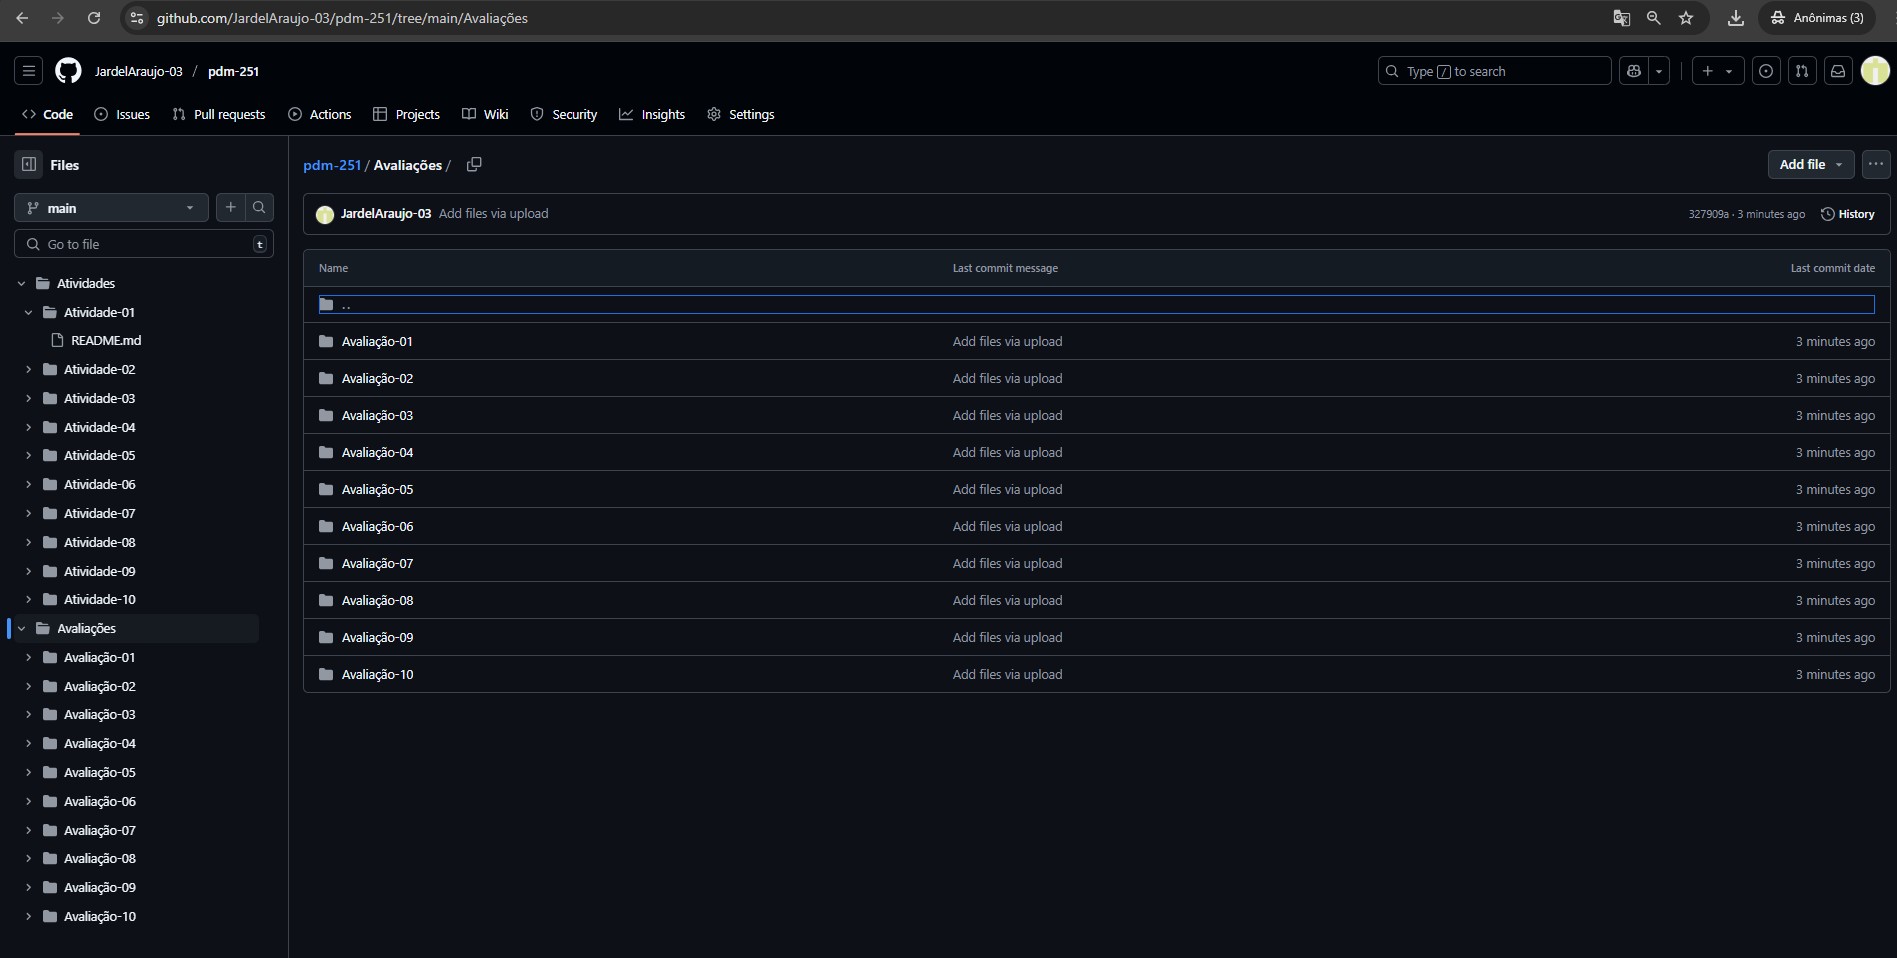 github.com/JardelAraujo-03/pdm-251/tree/main/Avaliações
Anônimas (3)
JardelAraujo-03 / pdm-251
Type / to search
Code Issues Pull requests Actions Projects Wiki Security Insights Settings
Files
main
Go to file t
Atividades
Atividade-01
README.md
Atividade-02
Atividade-03
Atividade-04
Atividade-05
Atividade-06
Atividade-07
Atividade-08
Atividade-09
Atividade-10
Avaliações
Avaliação-01
Avaliação-02
Avaliação-03
Avaliação-04
Avaliação-05
Avaliação-06
Avaliação-07
Avaliação-08
Avaliação-09
Avaliação-10
pdm-251 / Avaliações /
Add file
JardelAraujo-03 Add files via upload 327909a · 3 minutes ago History
Name Last commit message Last commit date
..
Avaliação-01 Add files via upload 3 minutes ago
Avaliação-02 Add files via upload 3 minutes ago
Avaliação-03 Add files via upload 3 minutes ago
Avaliação-04 Add files via upload 3 minutes ago
Avaliação-05 Add files via upload 3 minutes ago
Avaliação-06 Add files via upload 3 minutes ago
Avaliação-07 Add files via upload 3 minutes ago
Avaliação-08 Add files via upload 3 minutes ago
Avaliação-09 Add files via upload 3 minutes ago
Avaliação-10 Add files via upload 3 minutes ago